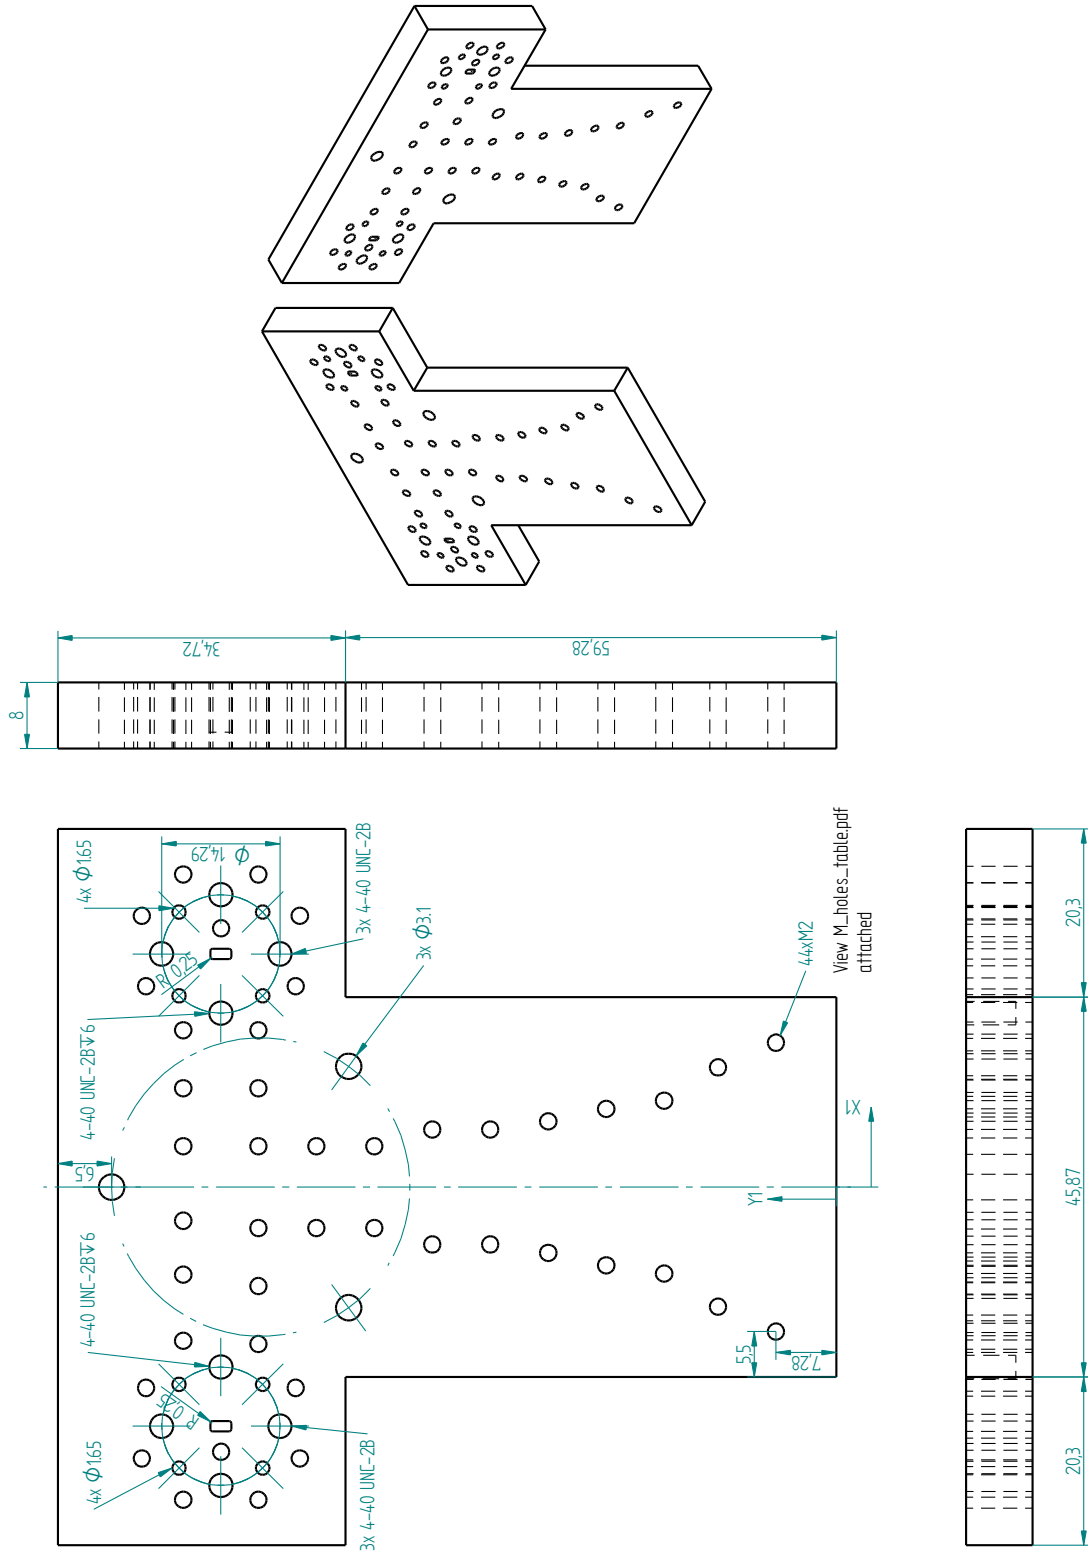 34,72
59,28
8
4x Φ1.65
Φ 14,29
3x 4-40 UNC-2B
R 0,25
4-40 UNC-2B↧6
3x Φ3.1
6,5
44xM2
View M_holes_table.pdf
attached
X1
Y1
4-40 UNC-2B↧6
R 0,25
4x Φ1.65
3x 4-40 UNC-2B
5,5
7,28
20,3
45,87
20,3